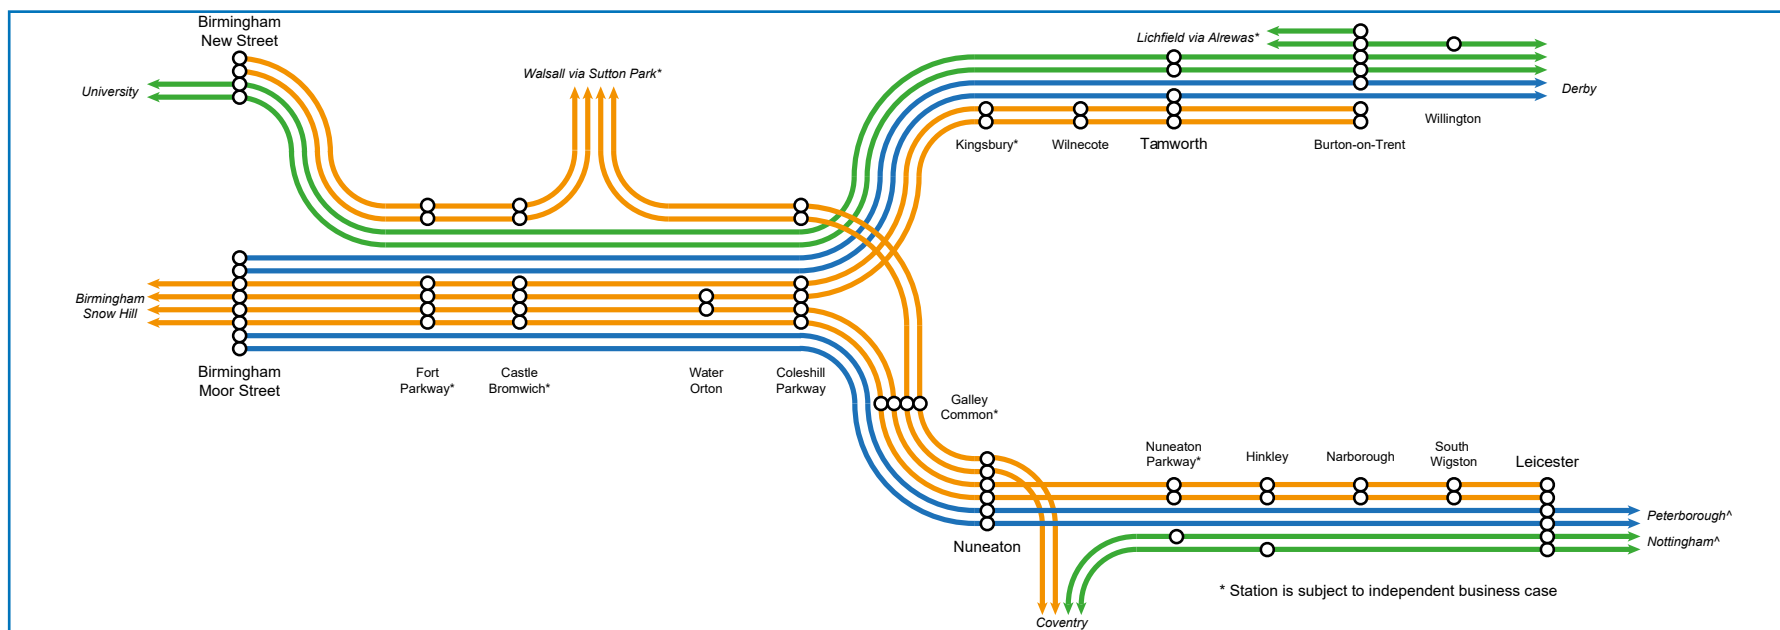 Birmingham
New Street
University
Walsall via Sutton Park*
Lichfield via Alrewas*
Derby
Willington
Kingsbury*
Wilnecote
Tamworth
Burton-on-Trent
Birmingham
Snow Hill
Birmingham
Moor Street
Fort
Parkway*
Castle
Bromwich*
Water
Orton
Coleshill
Parkway
Galley
Common*
Nuneaton
Nuneaton
Parkway*
Hinkley
Narborough
South
Wigston
Leicester
Peterborough^
Nottingham^
* Station is subject to independent business case
Coventry